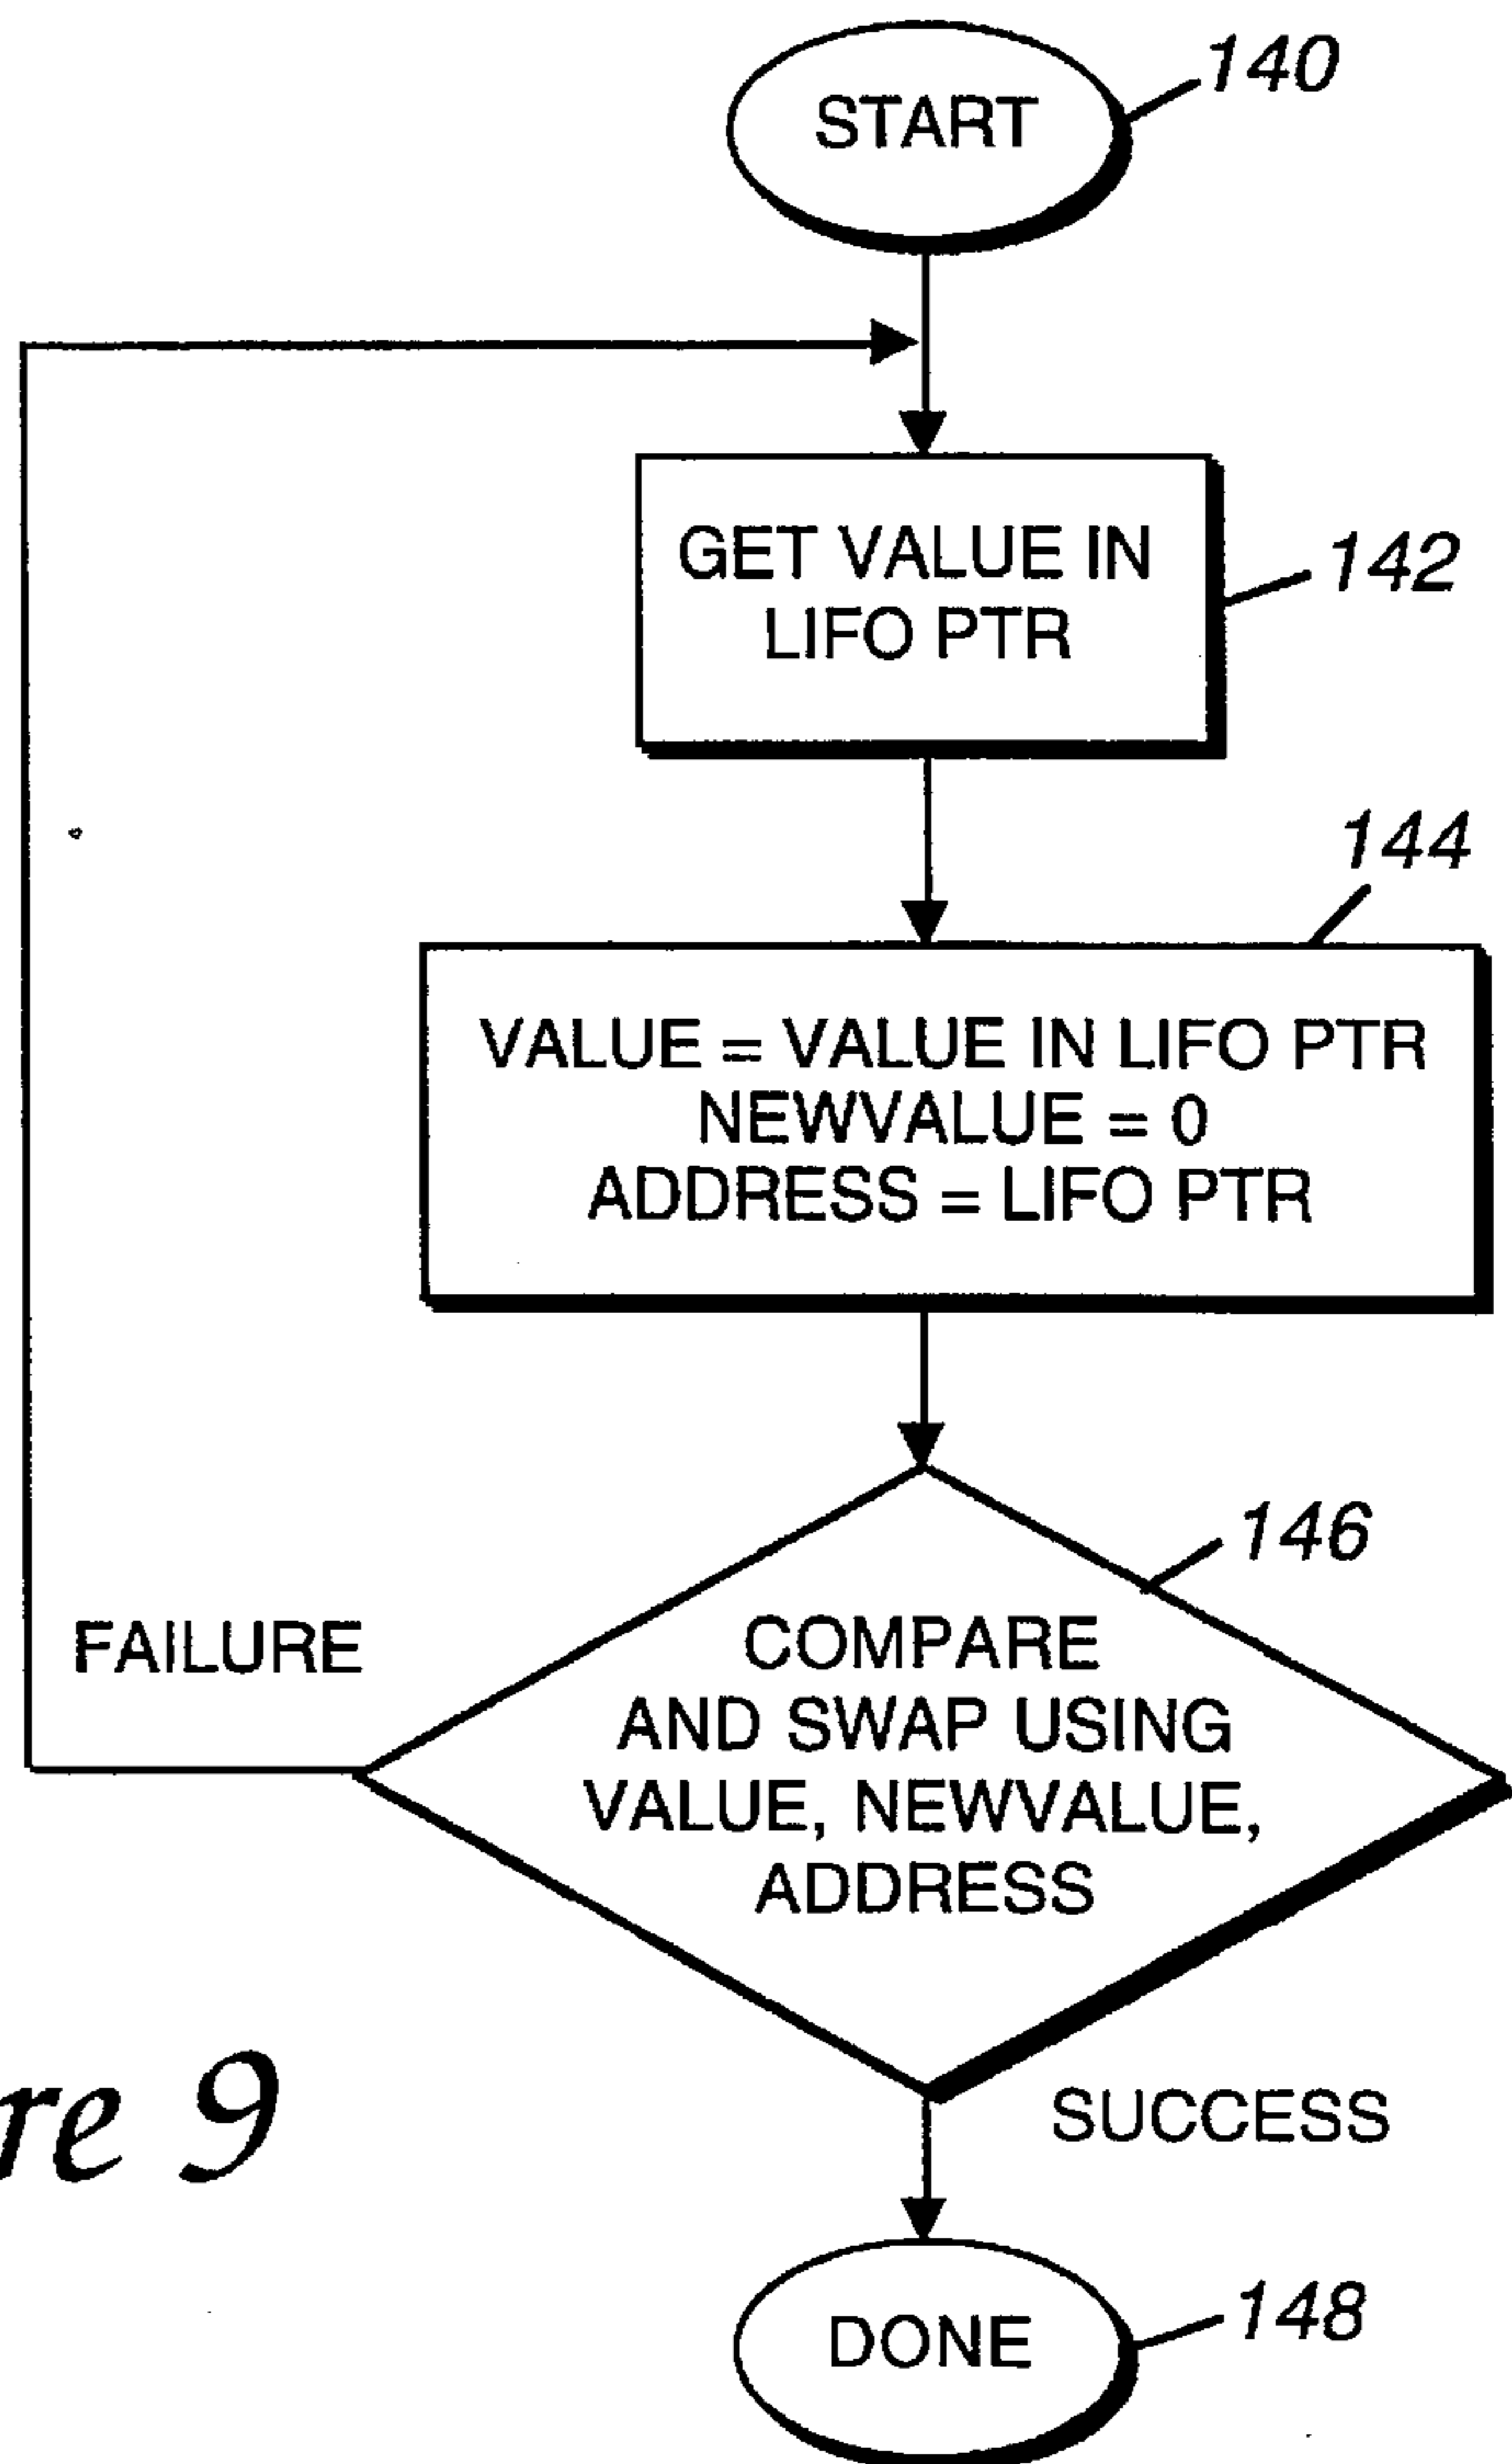 START
140
GET VALUE IN
LIFO PTR
142
144
VALUE = VALUE IN LIFO PTR
NEWVALUE = 0
ADDRESS = LIFO PTR
146
FAILURE
COMPARE
AND SWAP USING
VALUE, NEWVALUE,
ADDRESS
re 9
SUCCESS
DONE
148